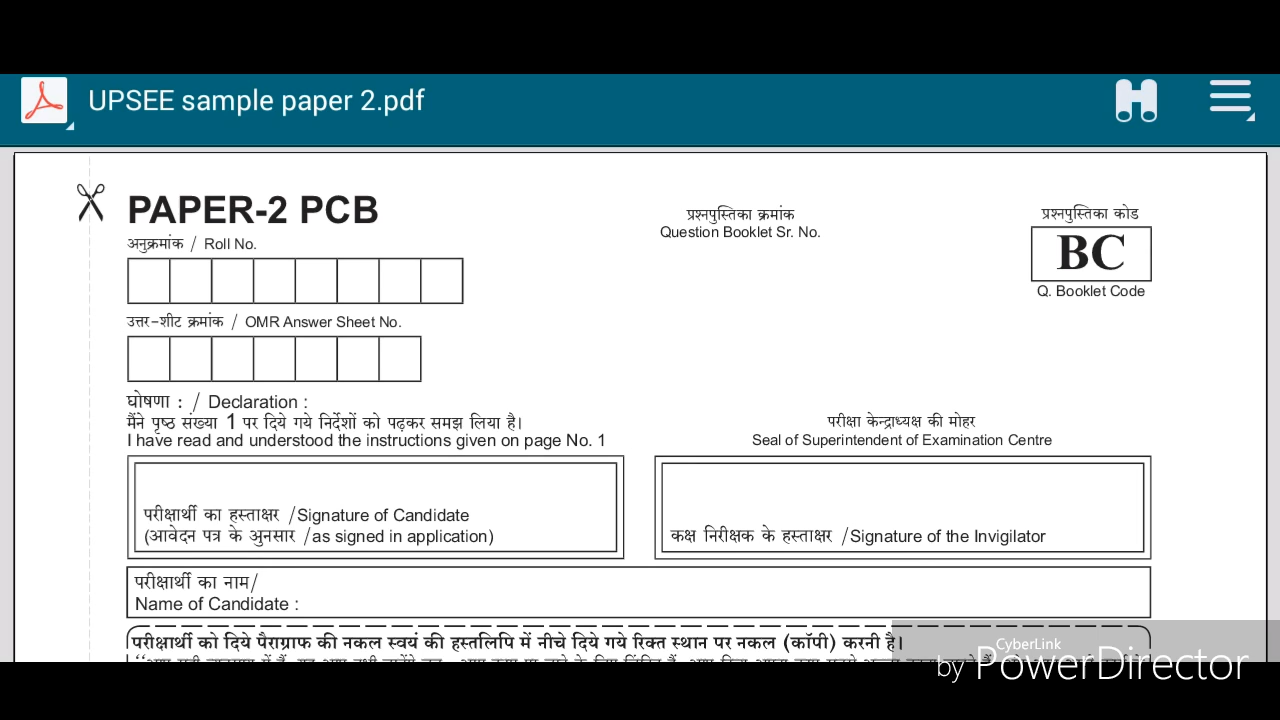 UPSEE sample paper 2.pdf
PAPER-2 PCB
अनुक्रमांक / Roll No.
उत्तर-शीट क्रमांक / OMR Answer Sheet No.
प्रश्नपुस्तिका क्रमांक
Question Booklet Sr. No.
प्रश्नपुस्तिका कोड
BC
Q. Booklet Code
घोषणा : / Declaration :
मैंने पृष्ठ संख्या 1 पर दिये गये निर्देशों को पढ़कर समझ लिया है।
I have read and understood the instructions given on page No. 1
परीक्षा केन्द्राध्यक्ष की मोहर
Seal of Superintendent of Examination Centre
परीक्षार्थी का हस्ताक्षर /Signature of Candidate
(आवेदन पत्र के अनुसार /as signed in application)
कक्ष निरीक्षक के हस्ताक्षर /Signature of the Invigilator
परीक्षार्थी का नाम/
Name of Candidate :
परीक्षार्थी को दिये पैराग्राफ की नकल स्वयं की हस्तलिपि में नीचे दिये गये रिक्त स्थान पर नकल (कॉपी) करनी है।
CyberLink
by PowerDirector